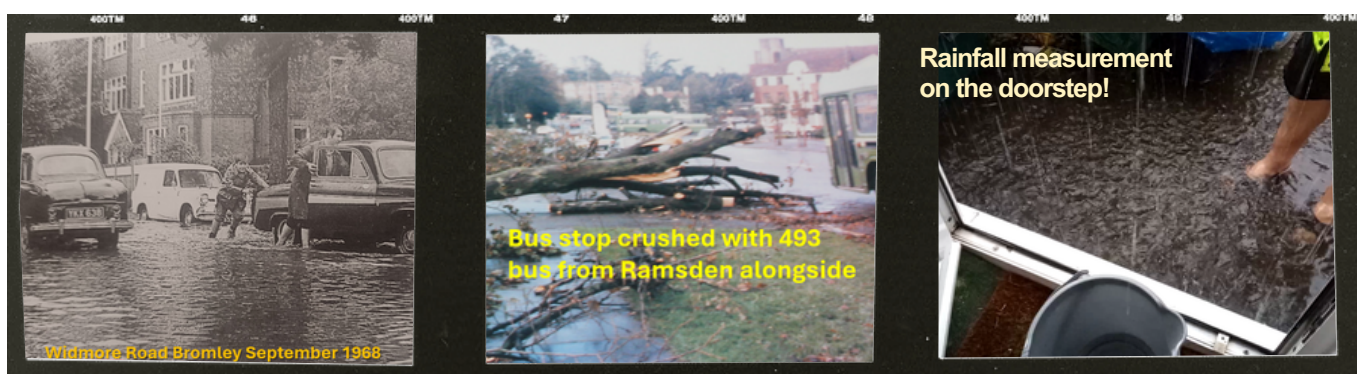 400TM 46 400TM 47 400TM 48 400TM 49 400TM
YKX 630
Widmore Road Bromley September 1968
Bus stop crushed with 493
bus from Ramsden alongside
Rainfall measurement
on the doorstep!